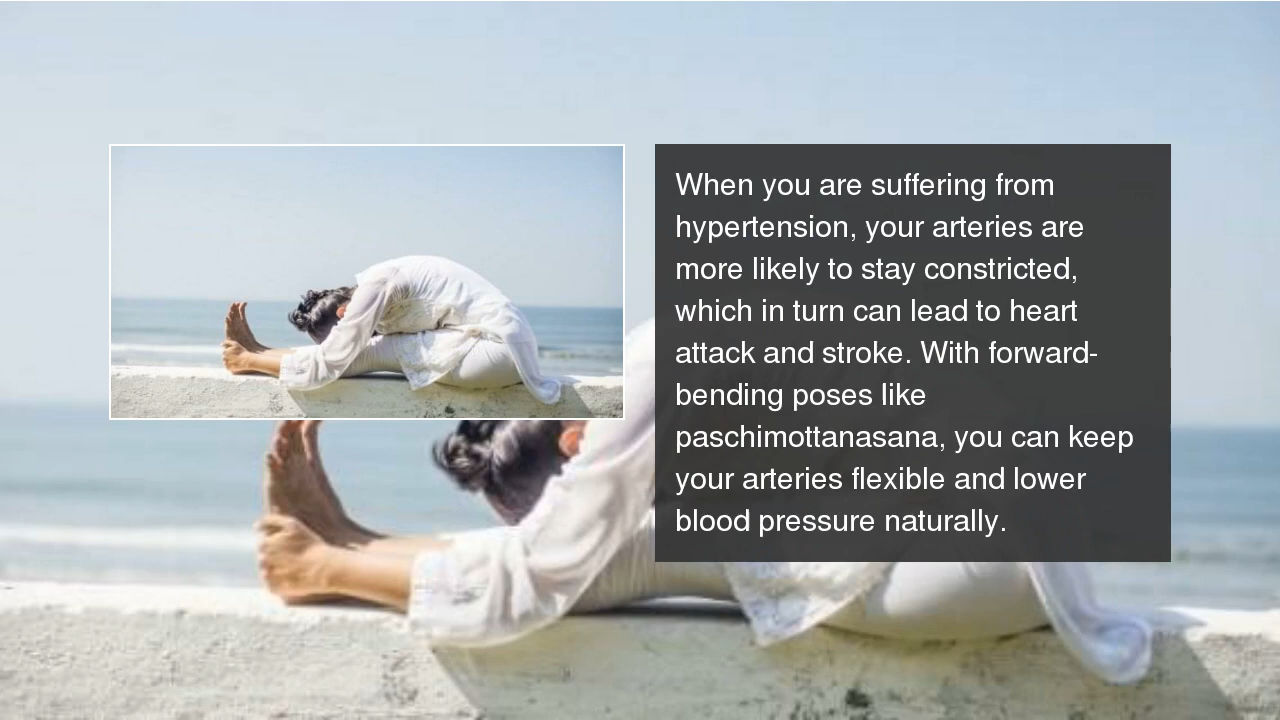 When you are suffering from
hypertension, your arteries are
more likely to stay constricted,
which in turn can lead to heart
attack and stroke. With forward-
bending poses like
paschimottanasana, you can keep
your arteries flexible and lower
blood pressure naturally.